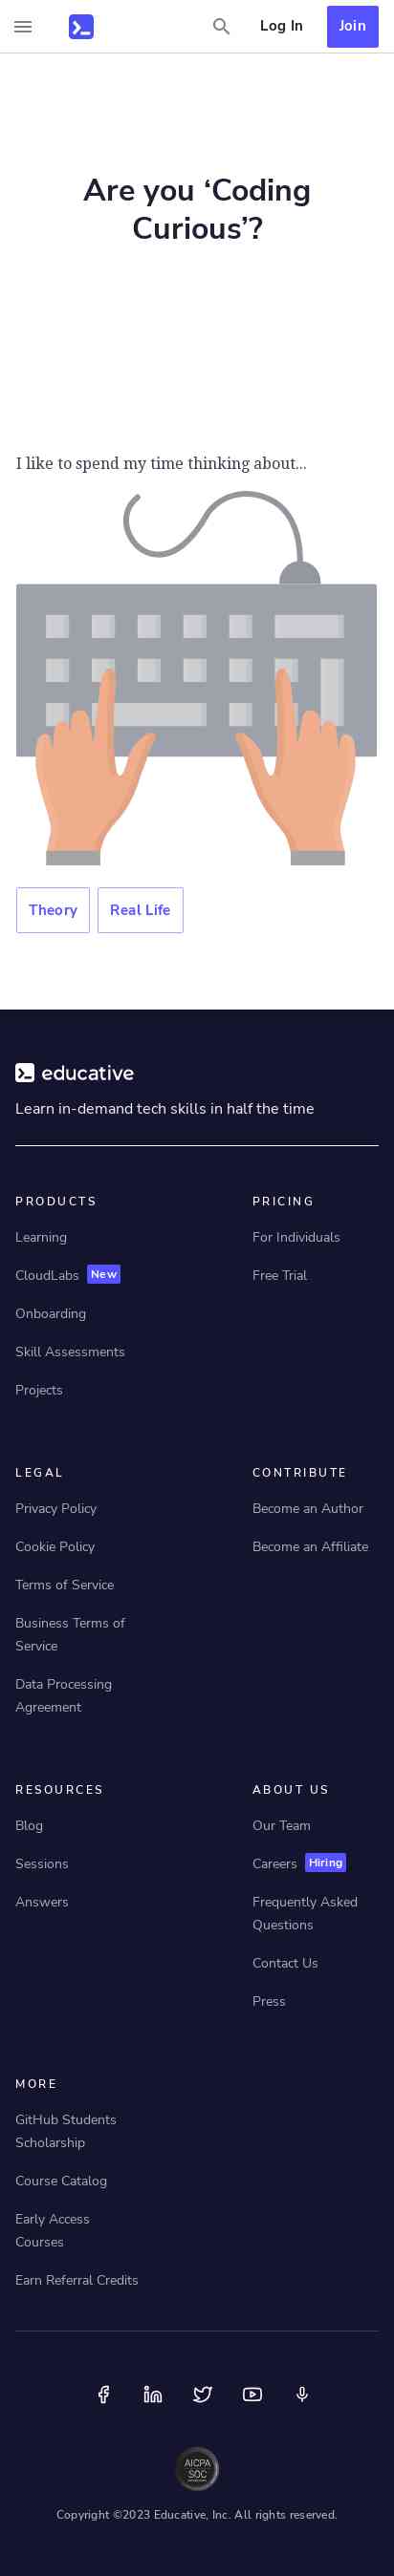 Log In
Join
Are you ‘Coding
Curious’?
I like to spend my time thinking about...
Theory
Real Life
educative
Learn in-demand tech skills in half the time
PRODUCTS
Learning
CloudLabs New
Onboarding
Skill Assessments
Projects
PRICING
For Individuals
Free Trial
LEGAL
Privacy Policy
Cookie Policy
Terms of Service
Business Terms of
Service
Data Processing
Agreement
CONTRIBUTE
Become an Author
Become an Affiliate
RESOURCES
Blog
Sessions
Answers
ABOUT US
Our Team
Careers Hiring
Frequently Asked
Questions
Contact Us
Press
MORE
GitHub Students
Scholarship
Course Catalog
Early Access
Courses
Earn Referral Credits
AICPA
SOC
Copyright ©2023 Educative, Inc. All rights reserved.